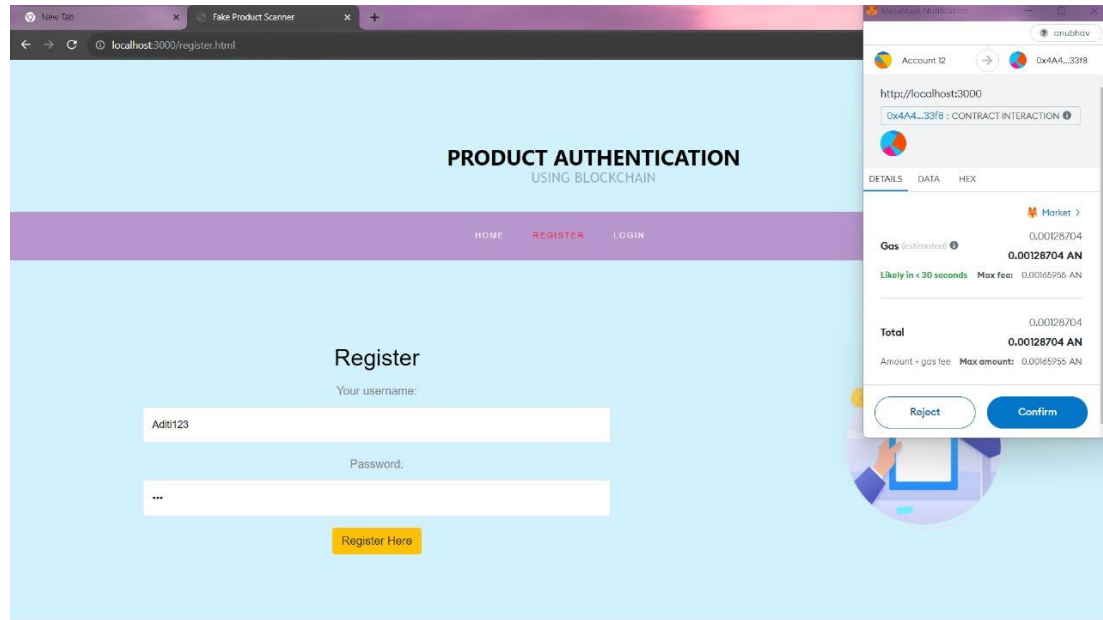 New Tab
Fake Product Scanner
localhost:3000/register.html
PRODUCT AUTHENTICATION
USING BLOCKCHAIN
HOME REGISTER LOGIN
Register
Your username:
Aditi123
Password:
•••
Register Here
MetaMask Notification
anubhav
Account 12 0x4A4...33f8
http://localhost:3000
0x4A4...33f8 : CONTRACT INTERACTION
DETAILS DATA HEX
Market >
0.00128704
Gas (estimated) 0.00128704 AN
Likely in < 30 seconds Max fee: 0.00165955 AN
0.00128704
Total 0.00128704 AN
Amount + gas fee Max amount: 0.00165955 AN
Reject Confirm